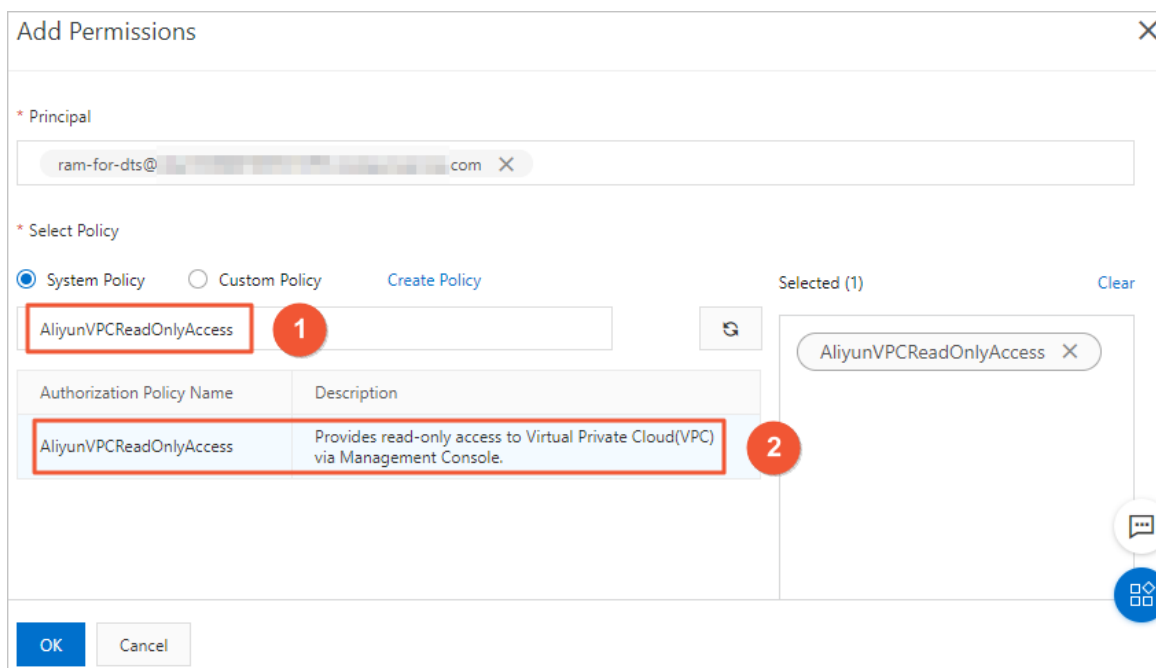 Add Permissions
* Principal
ram-for-dts@ com
* Select Policy
System Policy Custom Policy Create Policy
Selected (1) Clear
AliyunVPCReadOnlyAccess
1
AliyunVPCReadOnlyAccess
Authorization Policy Name Description
AliyunVPCReadOnlyAccess Provides read-only access to Virtual Private Cloud(VPC)
via Management Console.
2
OK Cancel